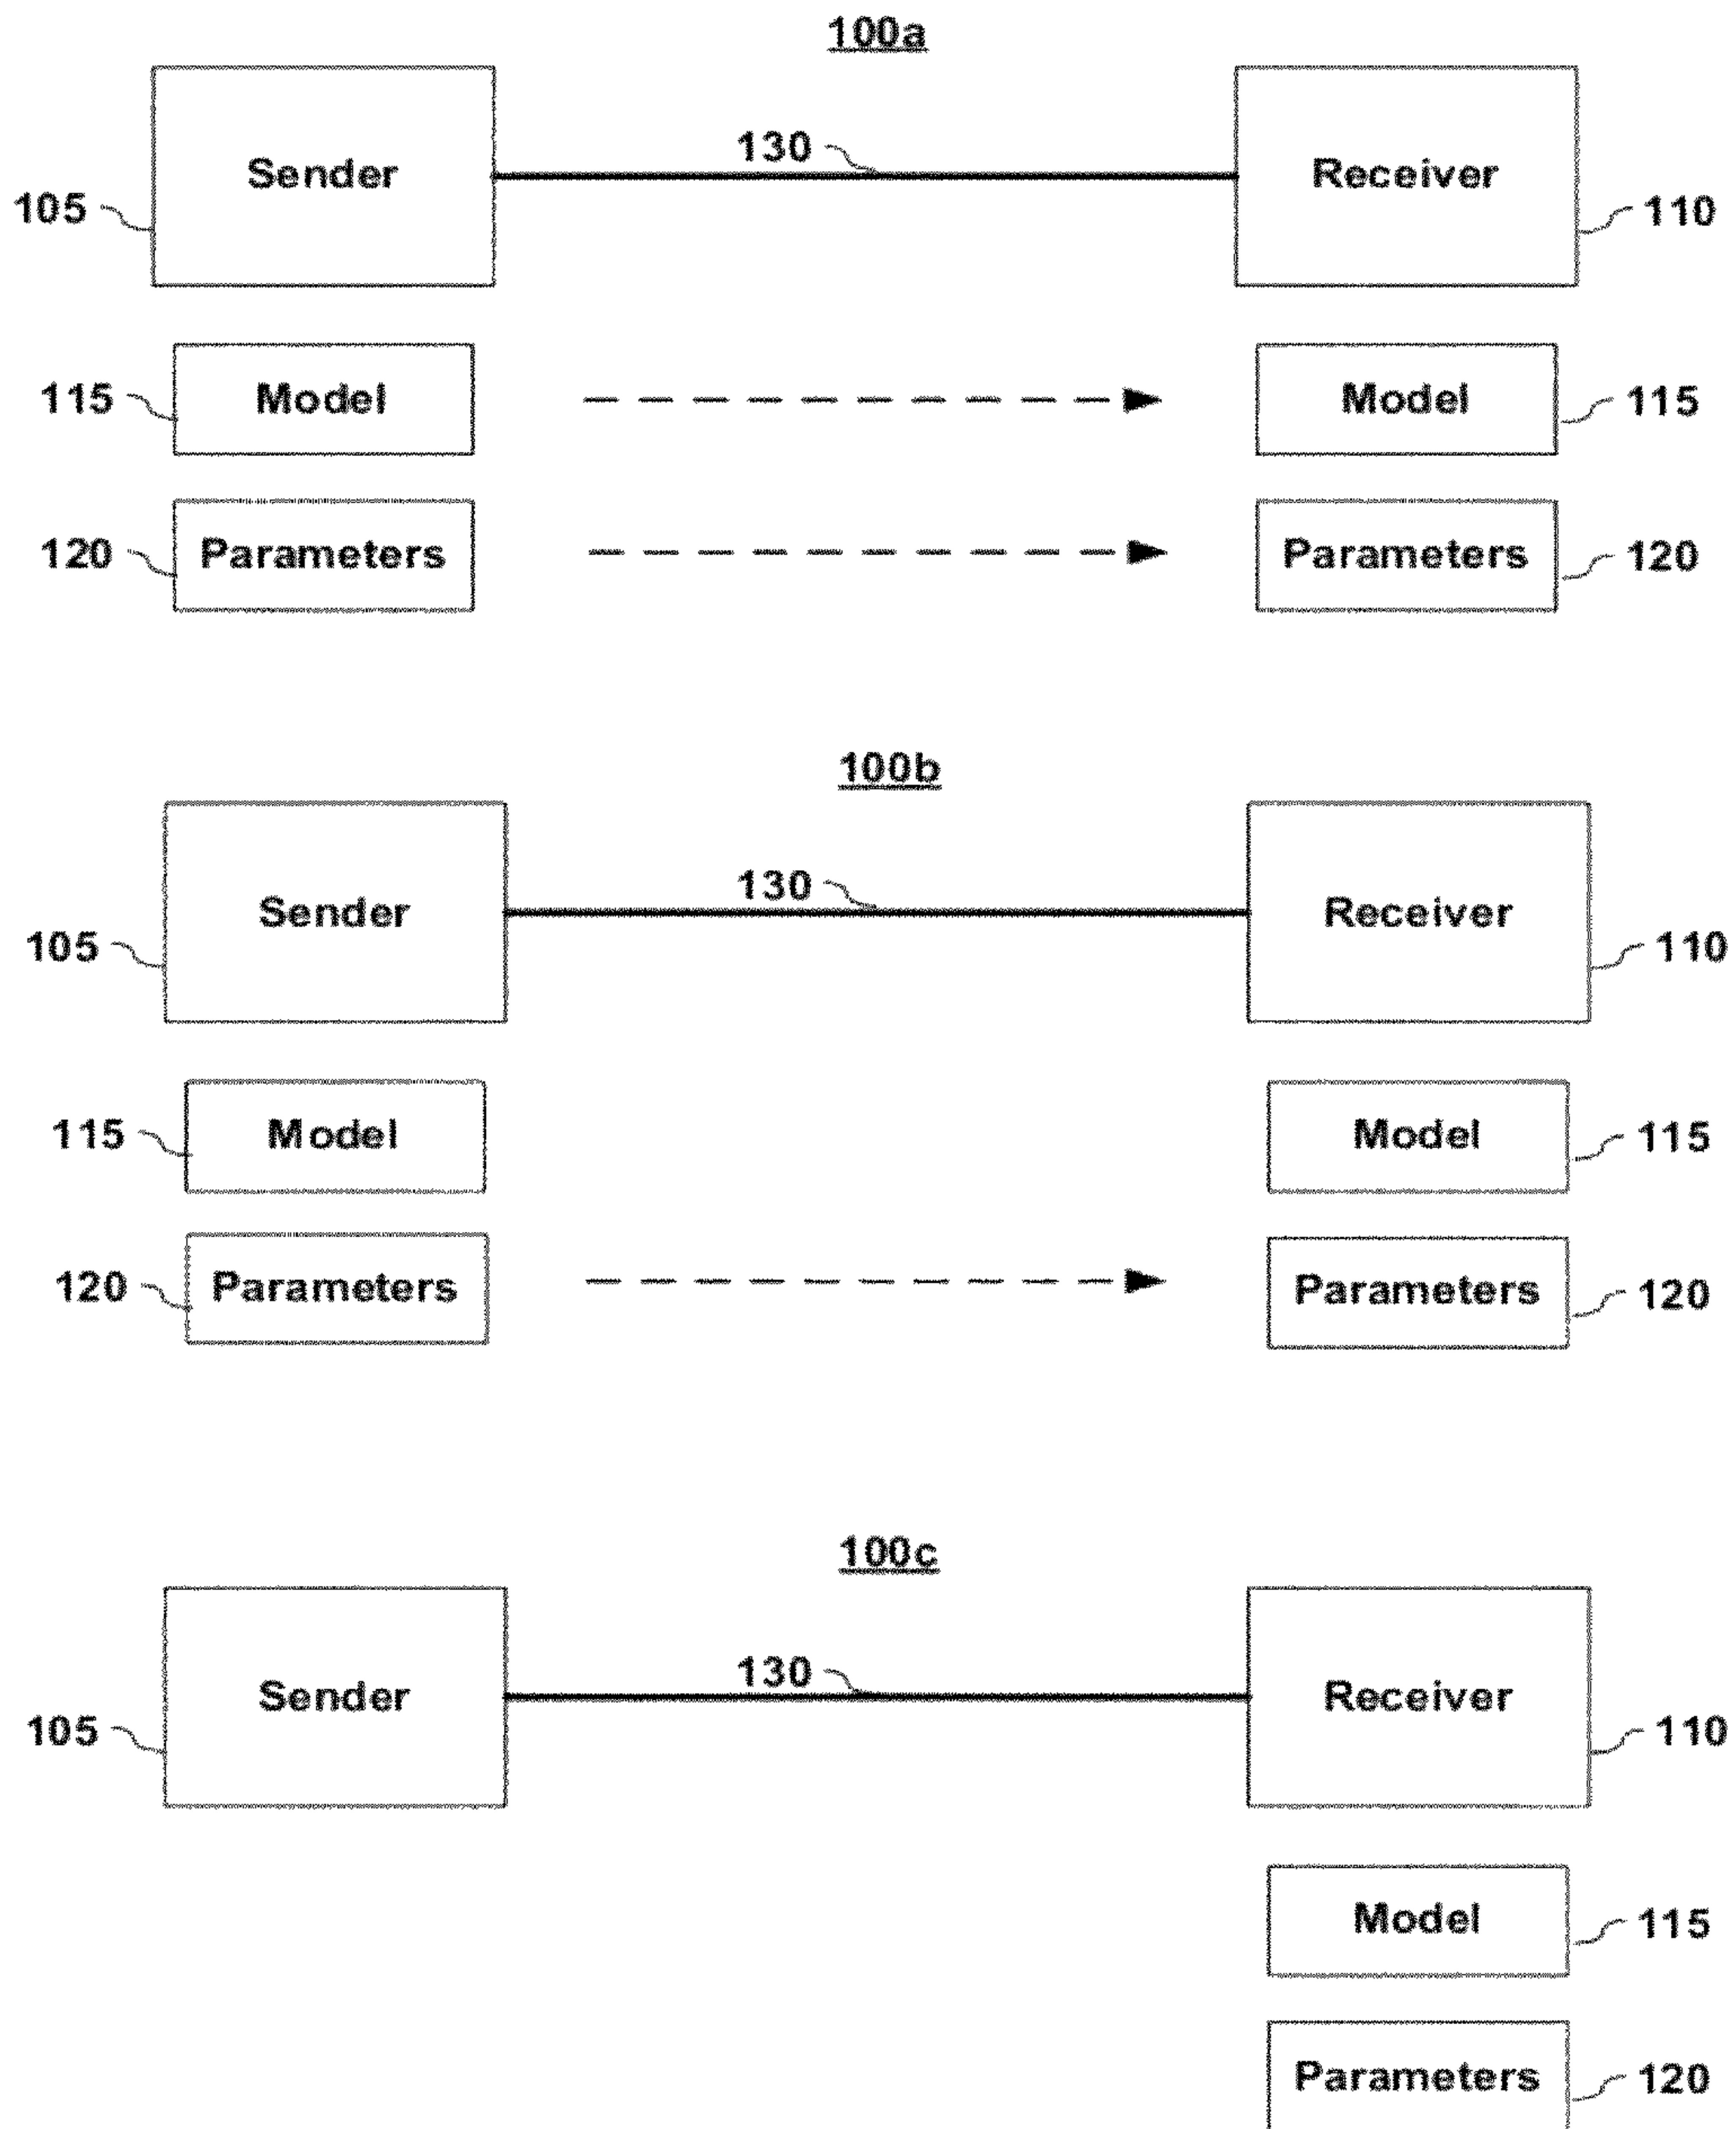 100a
Sender
130
Receiver
105
110
115
Model
Model
115
120
Parameters
Parameters
120
100b
Sender
130
Receiver
105
110
115
Model
Model
115
120
Parameters
Parameters
120
100c
Sender
130
Receiver
105
110
Model
115
Parameters
120